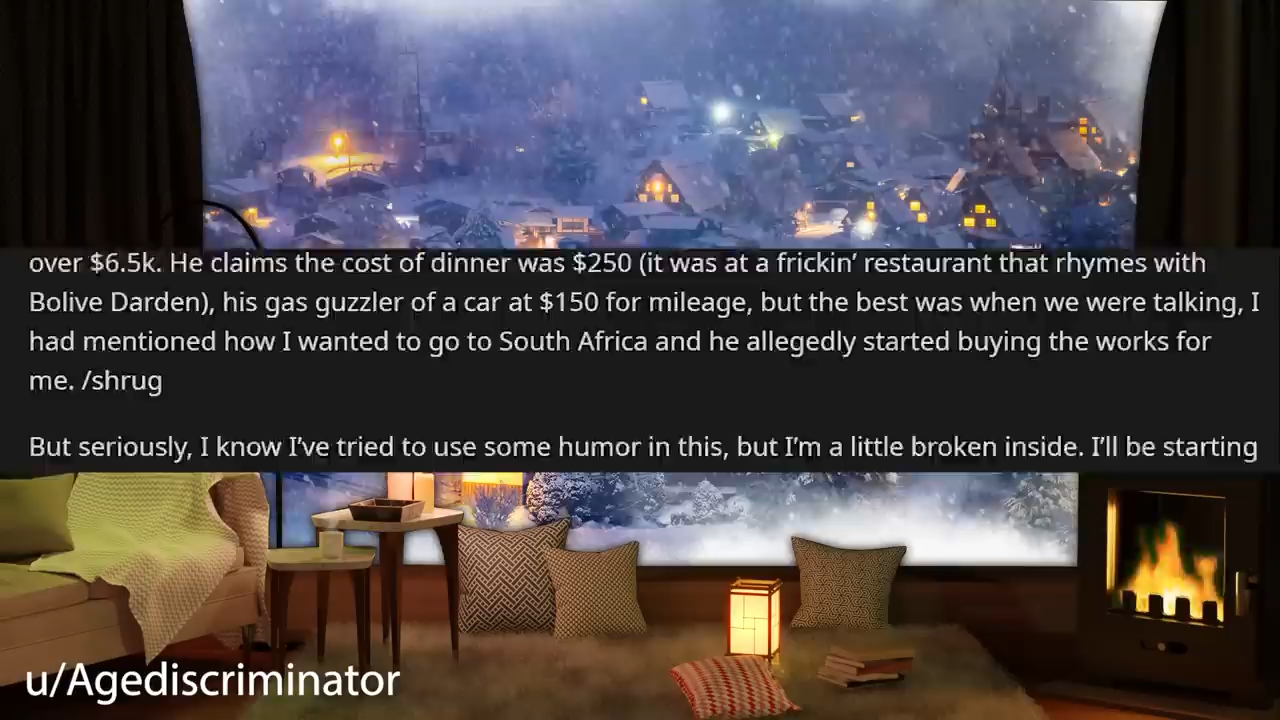 over $6.5k. He claims the cost of dinner was $250 (it was at a frickin’ restaurant that rhymes with
Bolive Darden), his gas guzzler of a car at $150 for mileage, but the best was when we were talking, I
had mentioned how I wanted to go to South Africa and he allegedly started buying the works for
me. /shrug
But seriously, I know I’ve tried to use some humor in this, but I’m a little broken inside. I’ll be starting
u/Agediscriminator